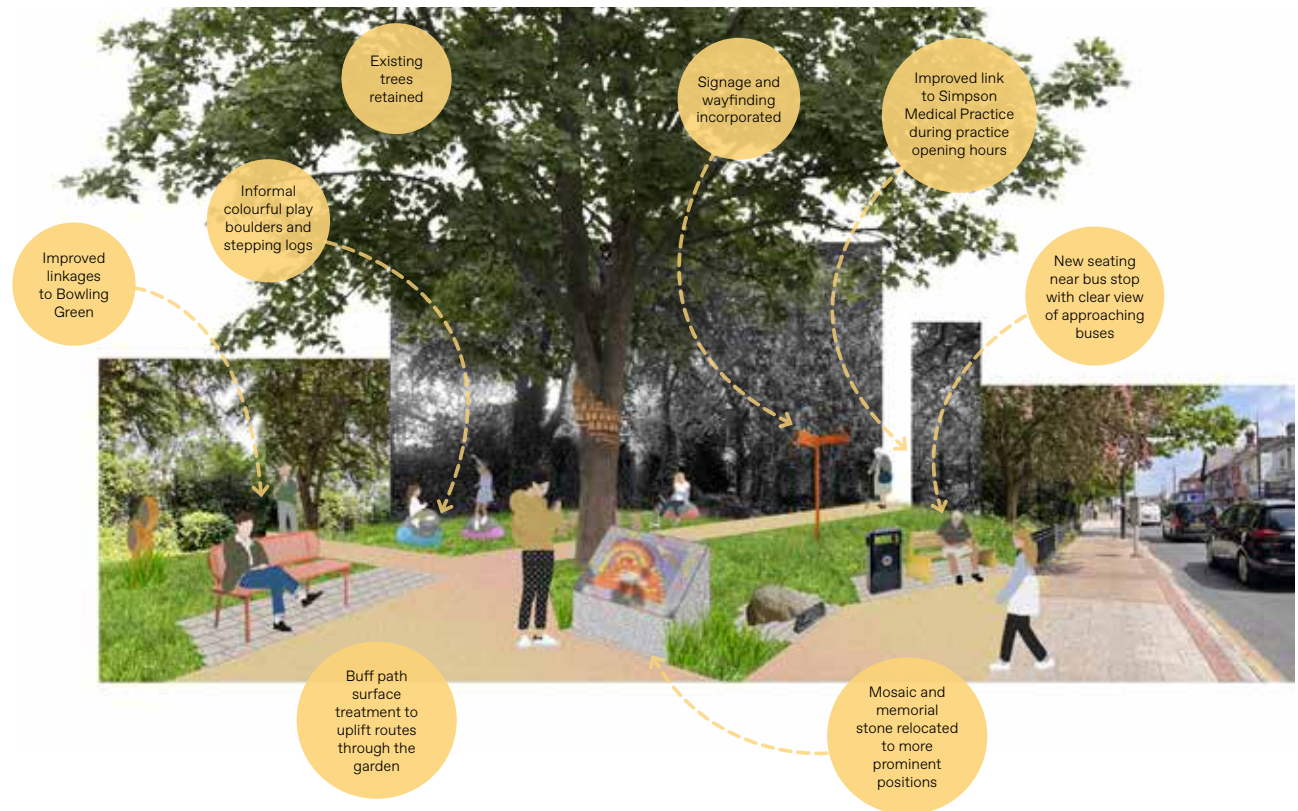 Existing
trees
retained
Signage and
wayfinding
incorporated
Improved link
to Simpson
Medical Practice
during practice
opening hours
Informal
colourful play
boulders and
stepping logs
Improved
linkages
to Bowling
Green
New seating
near bus stop
with clear view
of approaching
buses
Buff path
surface
treatment to
uplift routes
through the
garden
Mosaic and
memorial
stone relocated
to more
prominent
positions